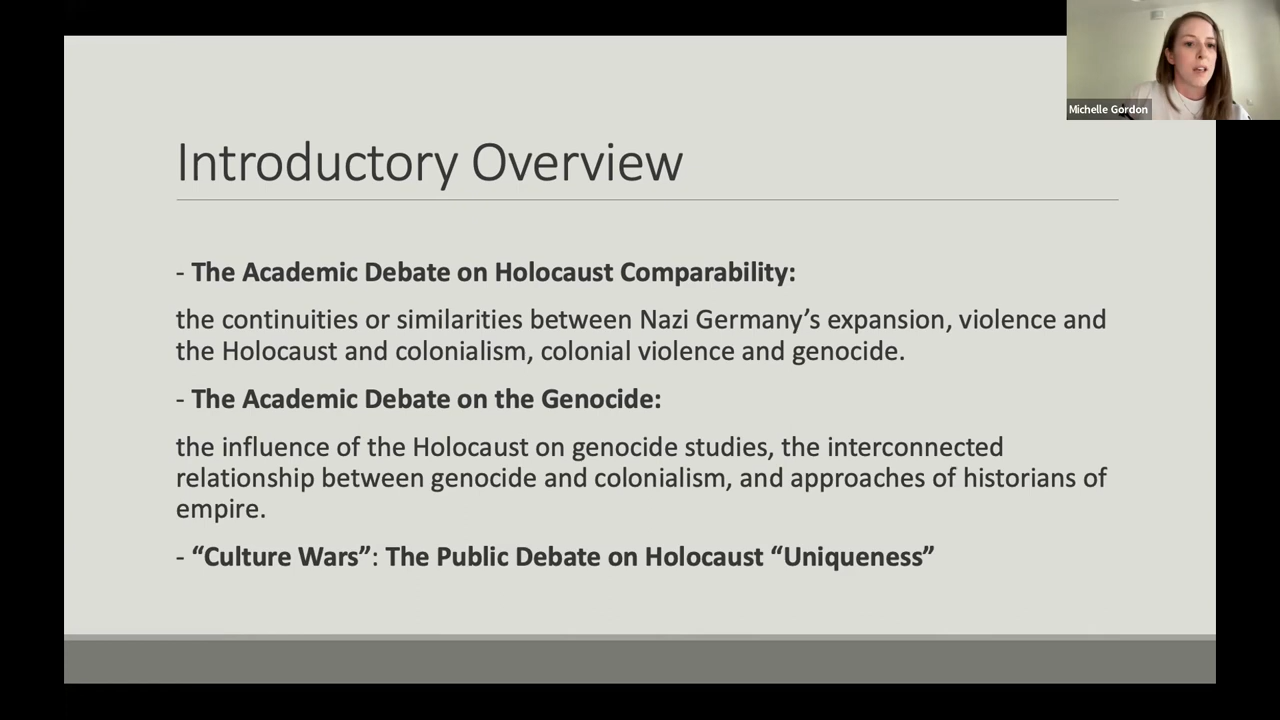 Michelle Gordon
Introductory Overview
- The Academic Debate on Holocaust Comparability:
the continuities or similarities between Nazi Germany’s expansion, violence and
the Holocaust and colonialism, colonial violence and genocide.
- The Academic Debate on the Genocide:
the influence of the Holocaust on genocide studies, the interconnected
relationship between genocide and colonialism, and approaches of historians of
empire.
- “Culture Wars”: The Public Debate on Holocaust “Uniqueness”